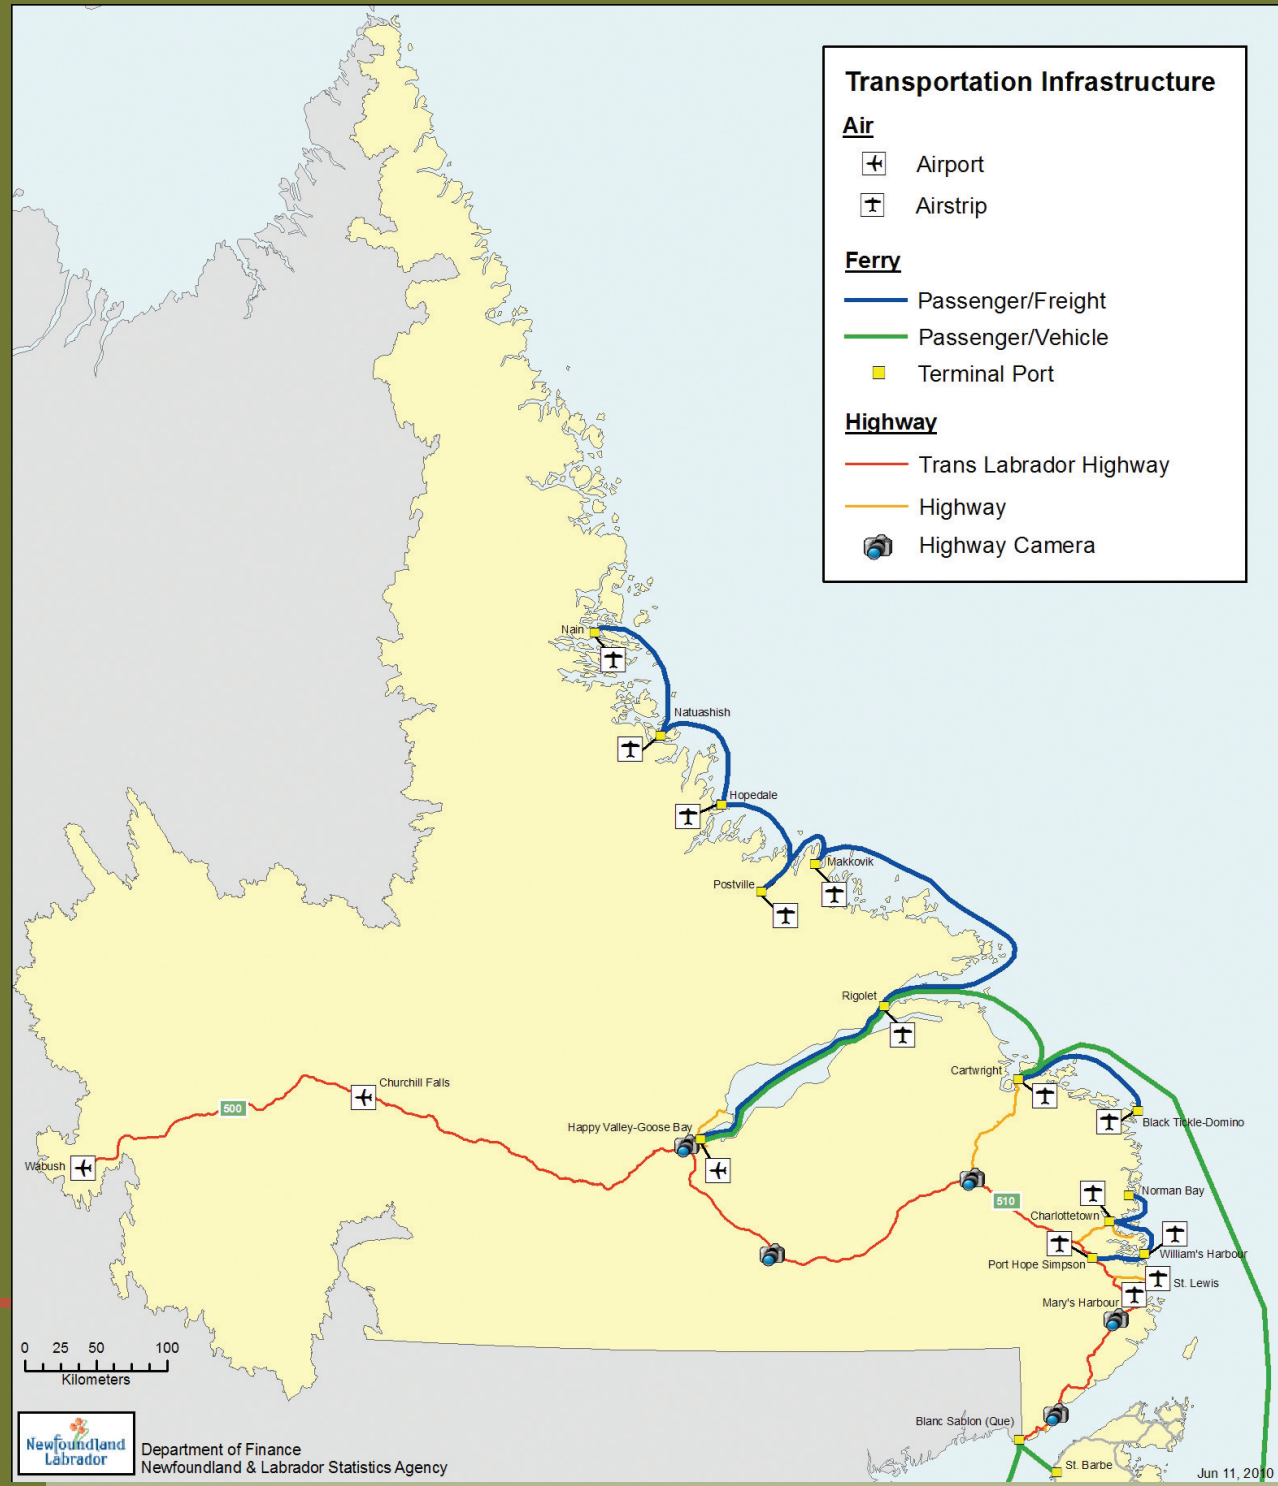 Transportation Infrastructure
Air
Airport
Airstrip
Ferry
Passenger/Freight
Passenger/Vehicle
Terminal Port
Highway
Trans Labrador Highway
Highway
Highway Camera
Nain
Natuashish
Hopedale
Makkovik
Postville
Rigolet
Cartwright
Churchill Falls
500
Black Tickle-Domino
Happy Valley-Goose Bay
Wabush
Norman Bay
510
Charlottetown
William's Harbour
Port Hope Simpson
St. Lewis
Mary's Harbour
0 25 50 100
Kilometers
Blanc Sablon (Que)
St. Barbe
Newfoundland
Labrador
Department of Finance
Newfoundland & Labrador Statistics Agency
Jun 11, 2010